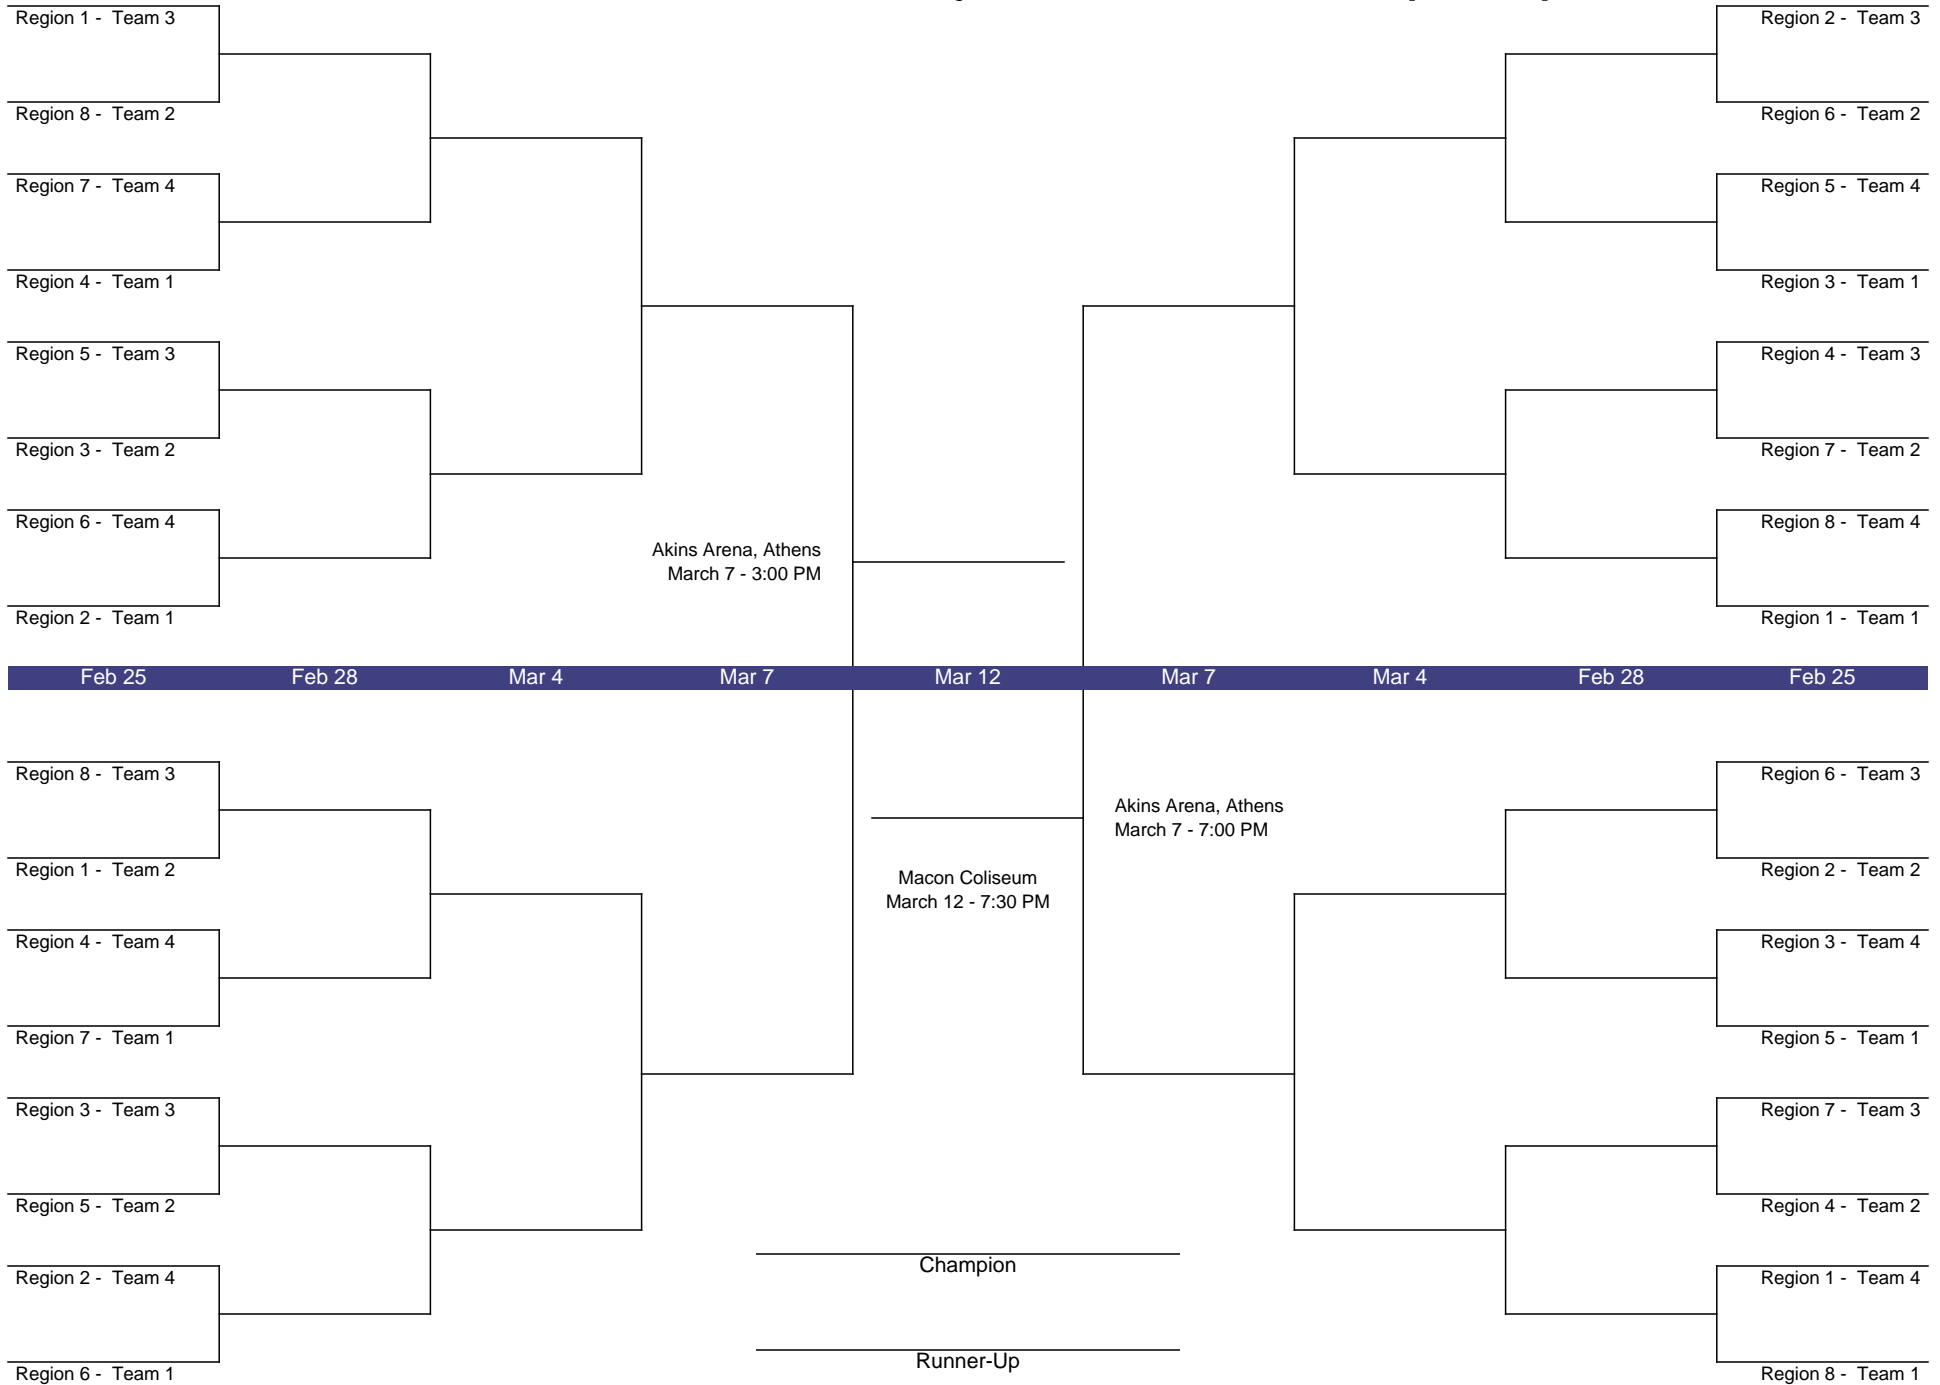 Region 1 - Team 3
Region 2 - Team 3
Region 8 - Team 2
Region 6 - Team 2
Region 7 - Team 4
Region 5 - Team 4
Region 4 - Team 1
Region 3 - Team 1
Region 5 - Team 3
Region 4 - Team 3
Region 3 - Team 2
Region 7 - Team 2
Region 6 - Team 4
Region 8 - Team 4
Akins Arena, Athens
March 7 - 3:00 PM
Region 2 - Team 1
Region 1 - Team 1
Feb 25 Feb 28 Mar 4 Mar 7 Mar 12 Mar 7 Mar 4 Feb 28 Feb 25
Region 8 - Team 3
Region 6 - Team 3
Akins Arena, Athens
March 7 - 7:00 PM
Region 1 - Team 2
Region 2 - Team 2
Macon Coliseum
March 12 - 7:30 PM
Region 4 - Team 4
Region 3 - Team 4
Region 7 - Team 1
Region 5 - Team 1
Region 3 - Team 3
Region 7 - Team 3
Region 5 - Team 2
Region 4 - Team 2
Champion
Region 2 - Team 4
Region 1 - Team 4
Runner-Up
Region 6 - Team 1
Region 8 - Team 1